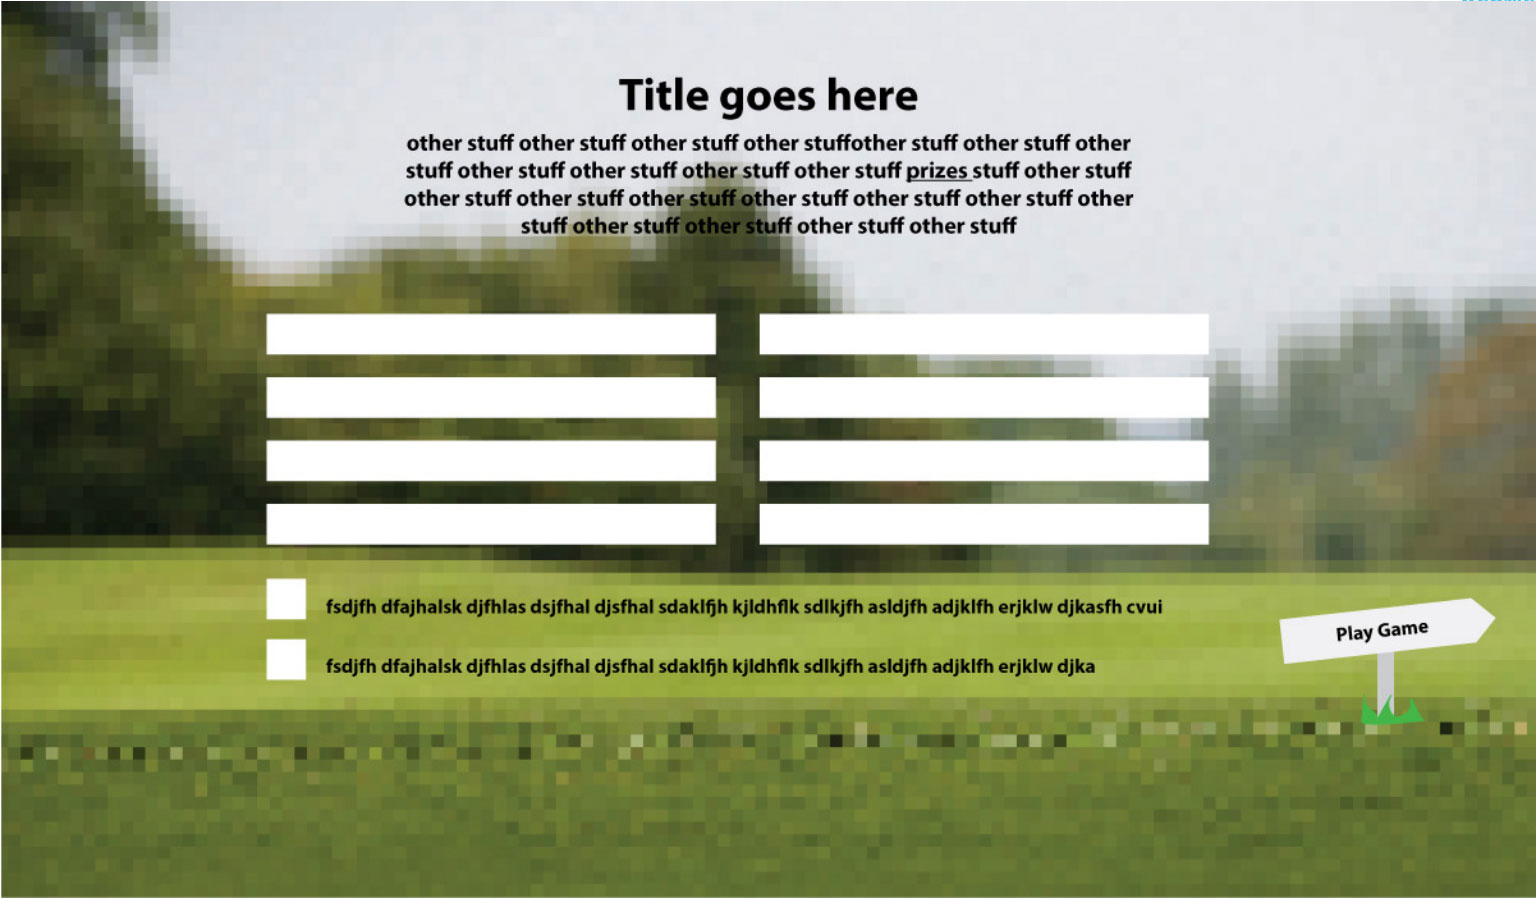 Title goes here
other stuff other stuff other stuff other stuffother stuff other stuff other
stuff other stuff other stuff other stuff other stuff prizes stuff other stuff
other stuff other stuff other stuff other stuff other stuff other stuff other
stuff other stuff other stuff other stuff other stuff
fsdjfh dfajhalsk djfhlas dsjfhal djsfhal sdaklfjh kjldhflk sdlkjfh asldjfh adjklfh erjklw djkasfh cvui
Play Game
fsdjfh dfajhalsk djfhlas dsjfhal djsfhal sdaklfjh kjldhflk sdlkjfh asldjfh adjklfh erjklw djka